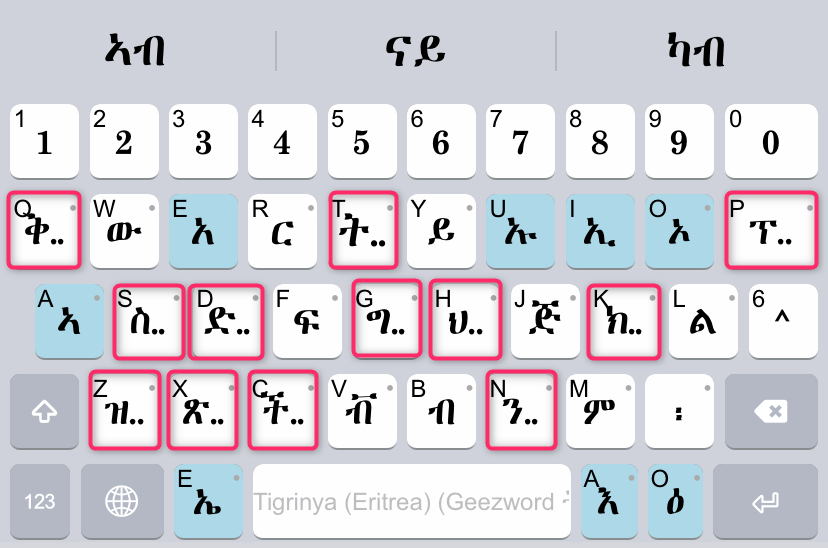 ኣብ ናይ ካብ
1 1 2 2 3 3 4 4 5 5 6 6 7 7 8 8 9 9 0 0
Q ቅ.. W ው E አ R ር T ት.. Y ይ U ኡ I ኢ O ኦ P ፕ..
A ኣ S ስ.. D ድ.. F ፍ G ግ.. H ህ.. J ጅ K ክ.. L ል 6 ^
Z ዝ.. X ጽ.. C ች.. V ቭ B ብ N ን.. M ም ፡
123 E ኤ Tigrinya (Eritrea) (Geezword A እ O ዕ